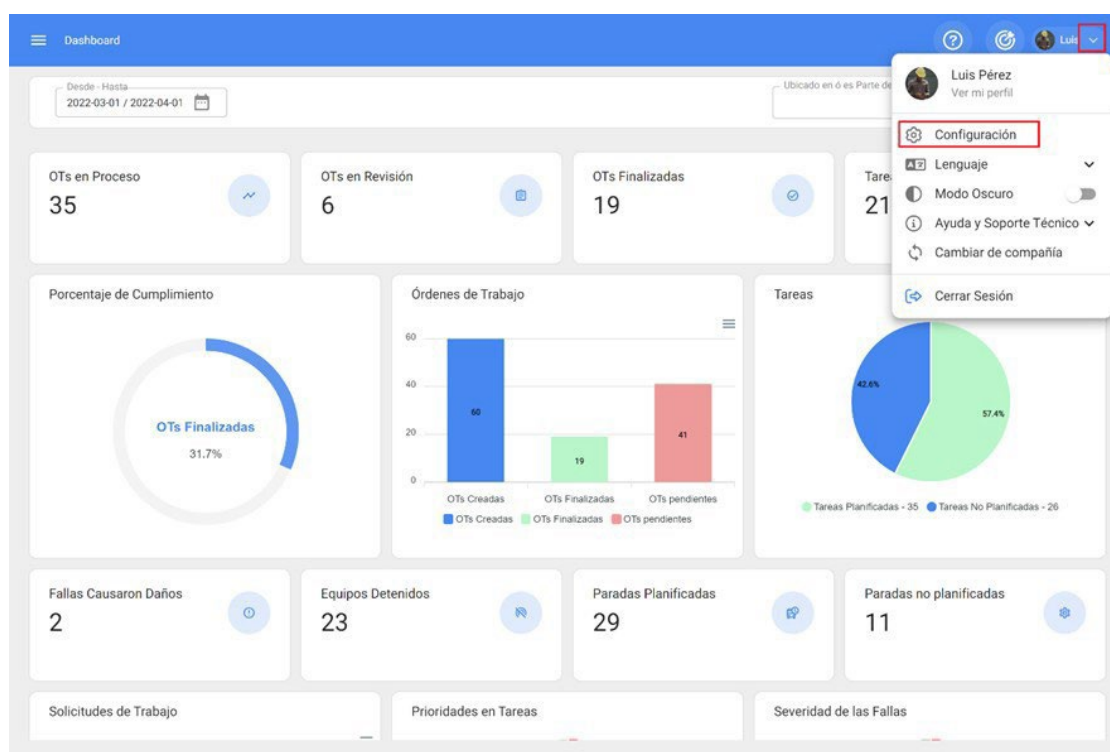 Dashboard
Luis
Desde - Hasta
2022-03-01 / 2022-04-01
Ubicado en ó es Parte de
Luis Pérez
Ver mi perfil
Configuración
Lenguaje
Modo Oscuro
Ayuda y Soporte Técnico
Cambiar de compañía
Cerrar Sesión
OTs en Proceso
35
OTs en Revisión
6
OTs Finalizadas
19
21
Porcentaje de Cumplimiento
OTs Finalizadas
31.7%
Órdenes de Trabajo
60
40
20
0
60
19
41
OTs Creadas OTs Finalizadas OTs pendientes
OTs Creadas OTs Finalizadas OTs pendientes
Tareas
42.6%
57.4%
Tareas Planificadas - 35 Tareas No Planificadas - 26
Fallas Causaron Daños
2
Equipos Detenidos
23
Paradas Planificadas
29
Paradas no planificadas
11
Solicitudes de Trabajo
Prioridades en Tareas
Severidad de las Fallas